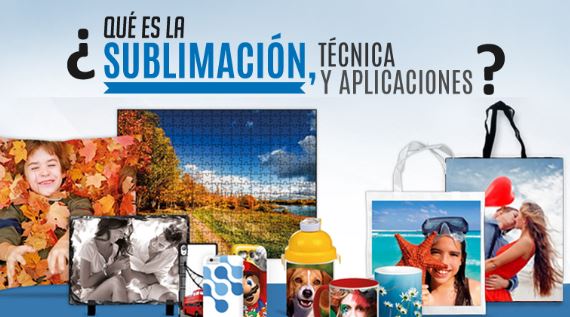 ¿ QUÉ ES LA
SUBLIMACIÓN, TÉCNICA
Y APLICACIONES ?